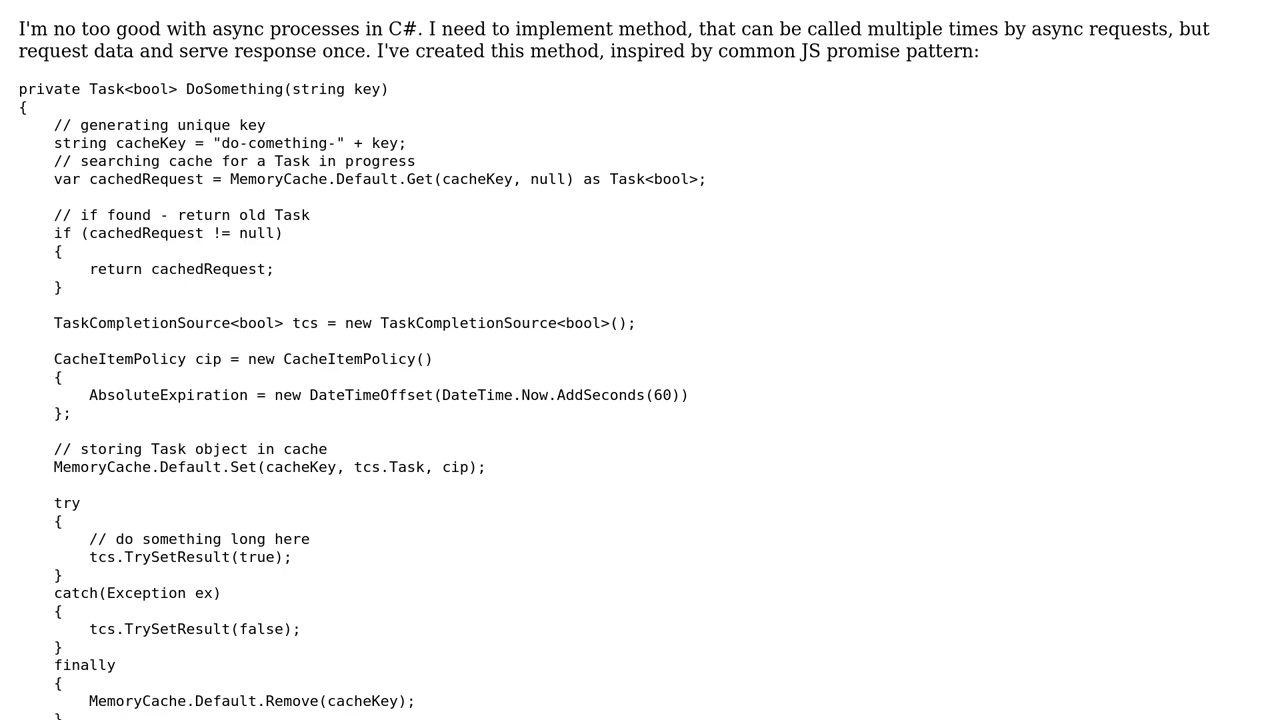 I'm no too good with async processes in C#. I need to implement method, that can be called multiple times by async requests, but
request data and serve response once. I've created this method, inspired by common JS promise pattern:
private Task<bool> DoSomething(string key)
{
    // generating unique key
    string cacheKey = "do-comething-" + key;
    // searching cache for a Task in progress
    var cachedRequest = MemoryCache.Default.Get(cacheKey, null) as Task<bool>;

    // if found - return old Task
    if (cachedRequest != null)
    {
        return cachedRequest;
    }

    TaskCompletionSource<bool> tcs = new TaskCompletionSource<bool>();

    CacheItemPolicy cip = new CacheItemPolicy()
    {
        AbsoluteExpiration = new DateTimeOffset(DateTime.Now.AddSeconds(60))
    };

    // storing Task object in cache
    MemoryCache.Default.Set(cacheKey, tcs.Task, cip);

    try
    {
        // do something long here
        tcs.TrySetResult(true);
    }
    catch(Exception ex)
    {
        tcs.TrySetResult(false);
    }
    finally
    {
        MemoryCache.Default.Remove(cacheKey);
    }